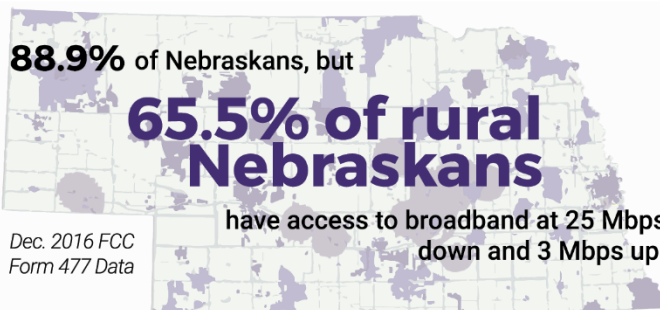 88.9% of Nebraskans, but
65.5% of rural
Nebraskans
have access to broadband at 25 Mbps
down and 3 Mbps up
Dec. 2016 FCC
Form 477 Data